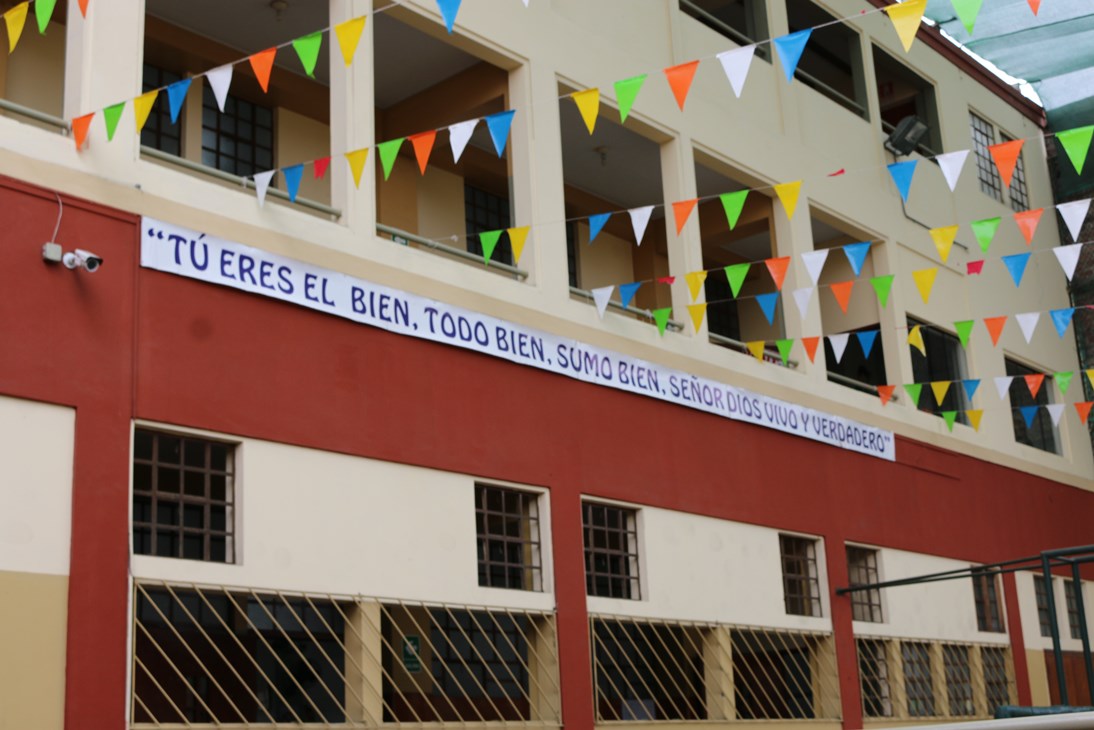 “TÚ ERES EL BIEN, TODO BIEN, SUMO BIEN, SEÑOR DIOS VIVO Y VERDADERO”